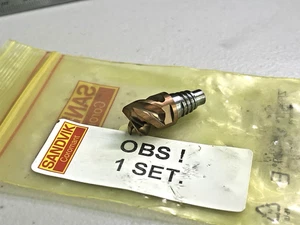 SANDVIK
Coromant
OBS !
1 SET.